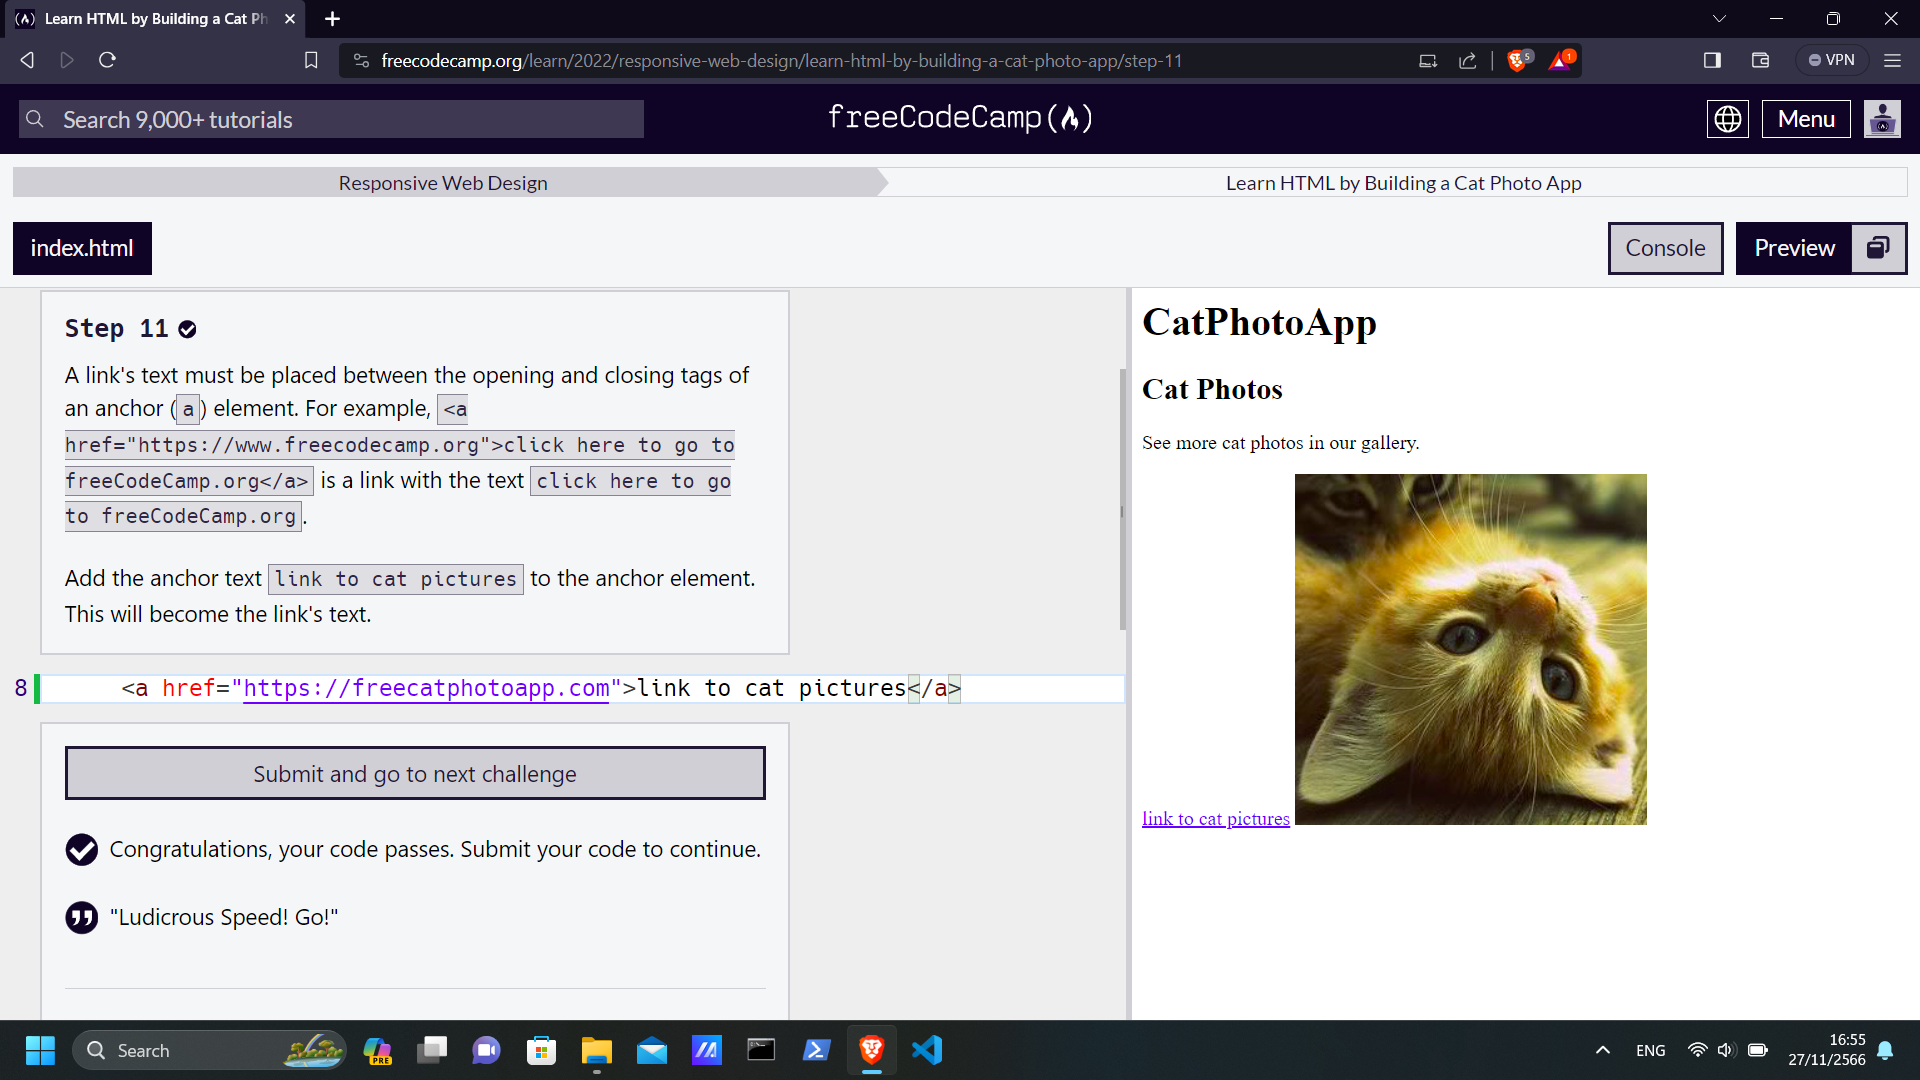 Learn HTML by Building a Cat Ph
freecodecamp.org/learn/2022/responsive-web-design/learn-html-by-building-a-cat-photo-app/step-11
5
1
VPN
Search 9,000+ tutorials
freeCodeCamp
Menu
Responsive Web Design
Learn HTML by Building a Cat Photo App
index.html
Console
Preview
Step 11
A link's text must be placed between the opening and closing tags of
an anchor (a) element. For example, <a
href="https://www.freecodecamp.org">click here to go to
freeCodeCamp.org</a> is a link with the text click here to go
to freeCodeCamp.org.
Add the anchor text link to cat pictures to the anchor element.
This will become the link's text.
8 <a href="https://freecatphotoapp.com">link to cat pictures</a>
Submit and go to next challenge
Congratulations, your code passes. Submit your code to continue.
"Ludicrous Speed! Go!"
CatPhotoApp
Cat Photos
See more cat photos in our gallery.
link to cat pictures
Search
PRE
ENG
16:55
27/11/2566